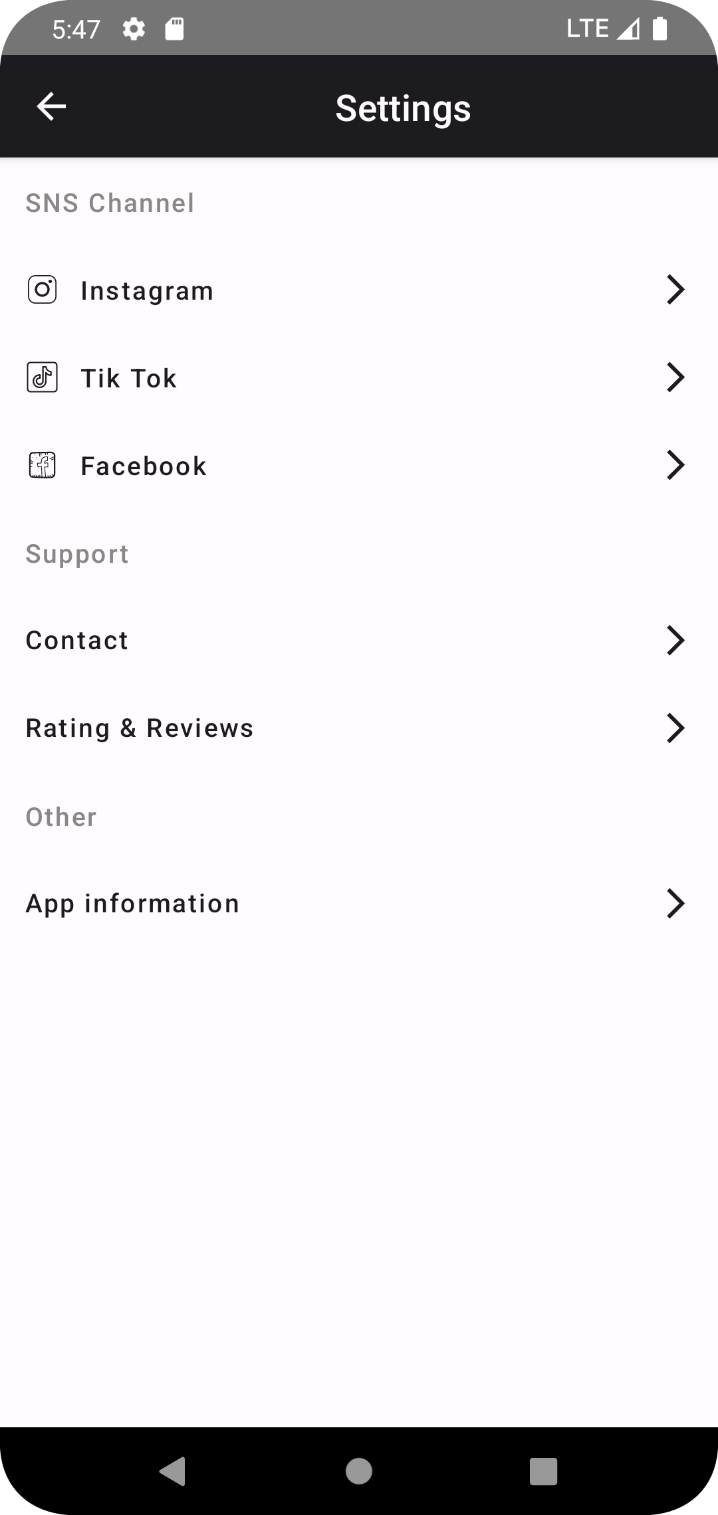 5:47 LTE
Settings
SNS Channel
Instagram
Tik Tok
Facebook
Support
Contact
Rating & Reviews
Other
App information